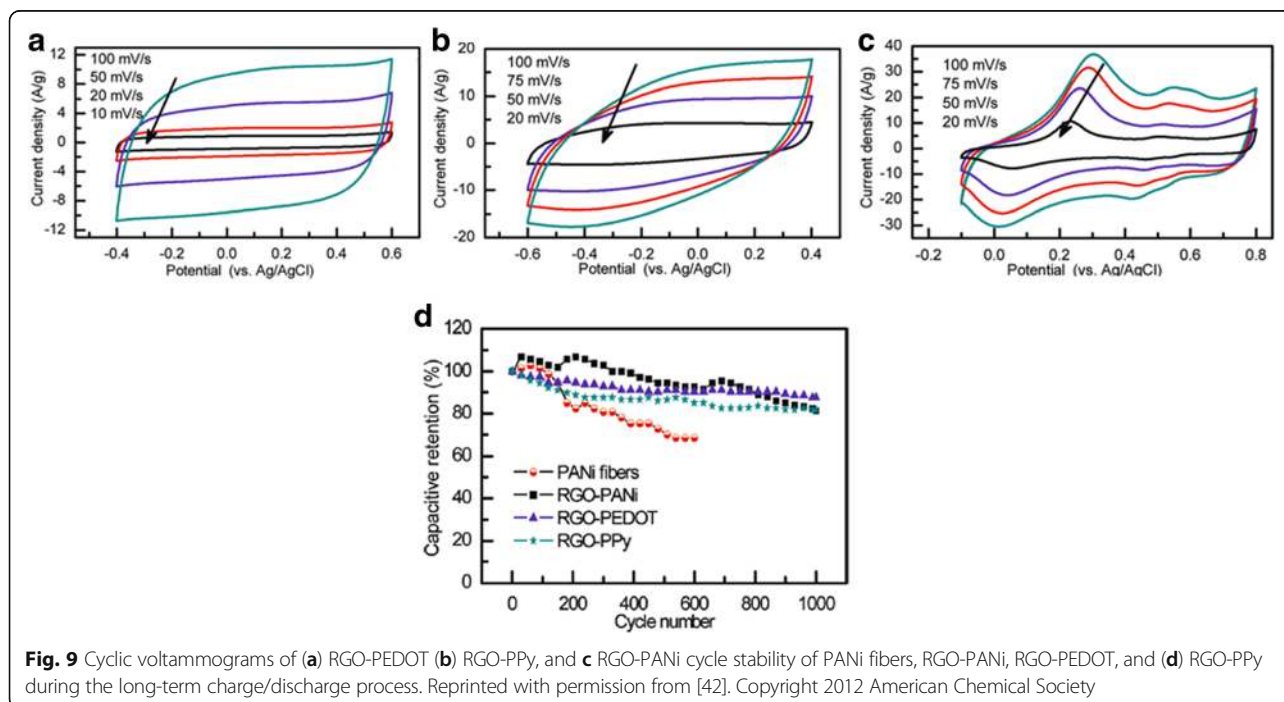 a
100 mV/s
50 mV/s
20 mV/s
10 mV/s
Current density (A/g)
12
8
4
0
-4
-8
-12
-0.4 -0.2 0.0 0.2 0.4 0.6
Potential (vs. Ag/AgCl)
b
100 mV/s
75 mV/s
50 mV/s
20 mV/s
Current density (A/g)
20
10
0
-10
-20
-0.6 -0.4 -0.2 0.0 0.2 0.4
Potential (vs. Ag/AgCl)
c
100 mV/s
75 mV/s
50 mV/s
20 mV/s
Current density (A/g)
40
30
20
10
0
-10
-20
-30
-0.2 0.0 0.2 0.4 0.6 0.8
Potential (vs. Ag/AgCl)
d
Capacitive retention (%)
120
100
80
60
40
20
0
PANi fibers
RGO-PANi
RGO-PEDOT
RGO-PPy
0 200 400 600 800 1000
Cycle number
Fig. 9 Cyclic voltammograms of (a) RGO-PEDOT (b) RGO-PPy, and c RGO-PANi cycle stability of PANi fibers, RGO-PANi, RGO-PEDOT, and (d) RGO-PPy
during the long-term charge/discharge process. Reprinted with permission from [42]. Copyright 2012 American Chemical Society